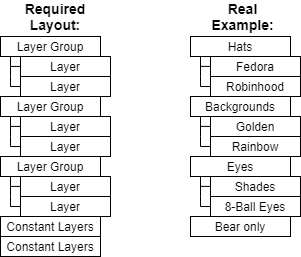 Required
Layout:
Layer Group
Layer
Layer
Layer Group
Layer
Layer
Layer Group
Layer
Layer
Constant Layers
Constant Layers
Real
Example:
Hats
Fedora
Robinhood
Backgrounds
Golden
Rainbow
Eyes
Shades
8-Ball Eyes
Bear only